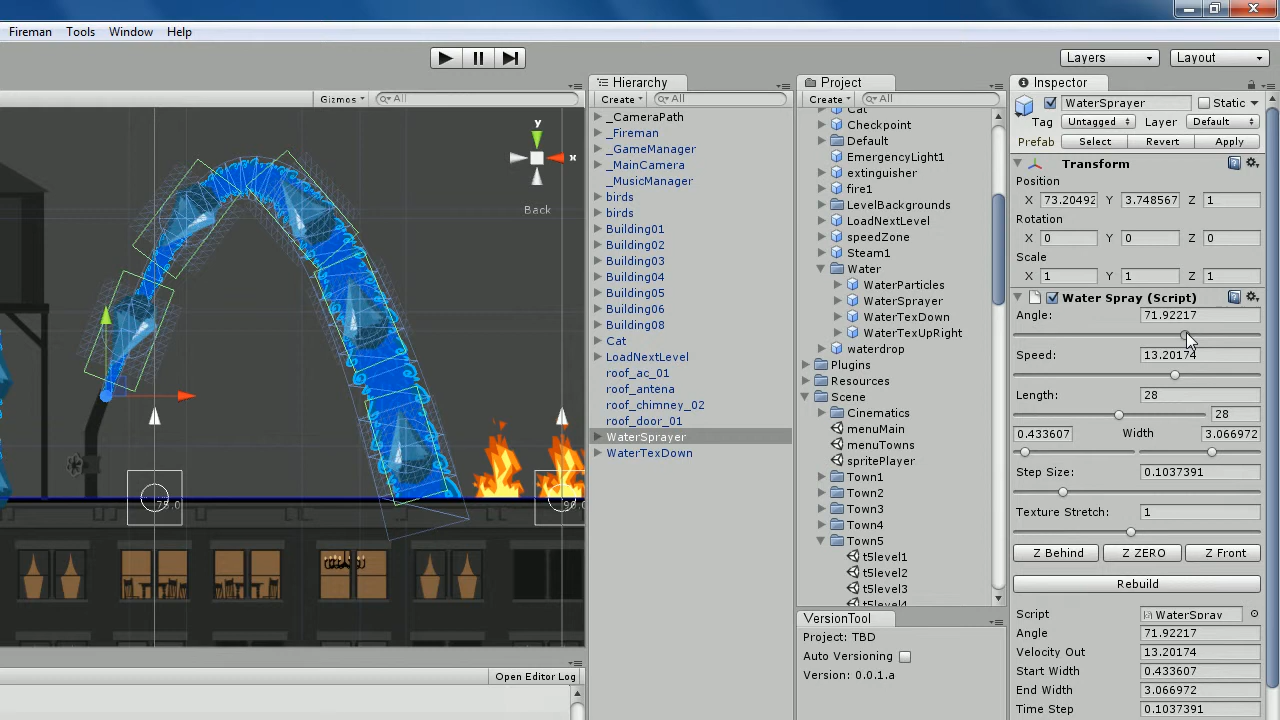 Fireman Tools Window Help
Layers Layout
Gizmos All
Back
75.0
90.0
Open Editor Log
Hierarchy
Create All
_CameraPath
_Fireman
_GameManager
_MainCamera
_MusicManager
birds
birds
Building01
Building02
Building03
Building04
Building05
Building06
Building08
Cat
LoadNextLevel
roof_ac_01
roof_antena
roof_chimney_02
roof_door_01
WaterSprayer
WaterTexDown
Project
Create All
Cat
Checkpoint
Default
EmergencyLight1
extinguisher
fire1
LevelBackgrounds
LoadNextLevel
speedZone
Steam1
Water
WaterParticles
WaterSprayer
WaterTexDown
WaterTexUpRight
waterdrop
Plugins
Resources
Scene
Cinematics
menuMain
menuTowns
spritePlayer
Town1
Town2
Town3
Town4
Town5
t5level1
t5level2
t5level3
t5level4
VersionTool
Project: TBD
Auto Versioning
Version: 0.0.1.a
Inspector
WaterSprayer Static
Tag Untagged Layer Default
Prefab Select Revert Apply
Transform
Position
X 73.20492 Y 3.748567 Z 1
Rotation
X 0 Y 0 Z 0
Scale
X 1 Y 1 Z 1
Water Spray (Script)
Angle: 71.92217
Speed: 13.20174
Length: 28
28
0.433607 Width 3.066972
Step Size: 0.1037391
Texture Stretch: 1
Z Behind Z ZERO Z Front
Rebuild
Script WaterSpray
Angle 71.92217
Velocity Out 13.20174
Start Width 0.433607
End Width 3.066972
Time Step 0.1037391
y
x